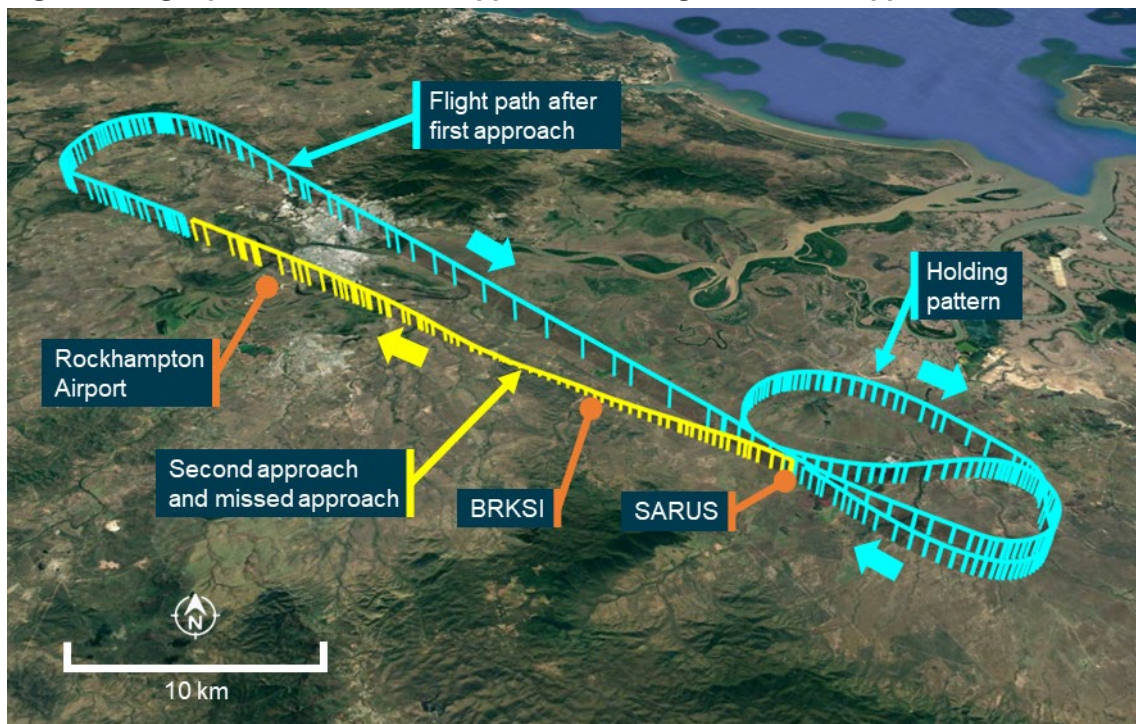 Flight path after
first approach
Holding
pattern
Rockhampton
Airport
Second approach
and missed approach
BRKSI
SARUS
N
10 km